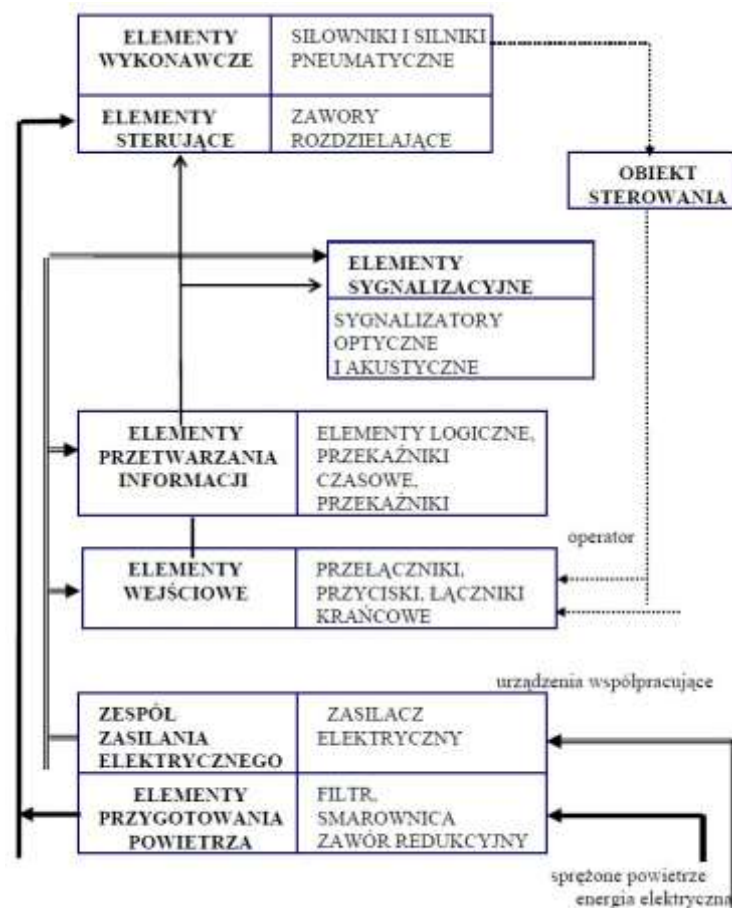 ELEMENTY
WYKONAWCZE
SIŁOWNIKI I SILNIKI
PNEUMATYCZNE
ELEMENTY
STERUJĄCE
ZAWORY
ROZDZIELAJĄCE
OBIEKT
STEROWANIA
ELEMENTY
SYGNALIZACYJNE
SYGNALIZATORY
OPTYCZNE
I AKUSTYCZNE
ELEMENTY
PRZETWARZANIA
INFORMACJI
ELEMENTY LOGICZNE,
PRZEKAŹNIKI
CZASOWE,
PRZEKAŹNIKI
operator
ELEMENTY
WEJŚCIOWE
PRZEŁĄCZNIKI,
PRZYCISKI, ŁĄCZNIKI
KRAŃCOWE
urządzenia współpracujące
ZESPÓŁ
ZASILANIA
ELEKTRYCZNEGO
ZASILACZ
ELEKTRYCZNY
ELEMENTY
PRZYGOTOWANIA
POWIETRZA
FILTR,
SMAROWNICA
ZAWÓR REDUKCYJNY
sprężone powietrze
energia elektryczna